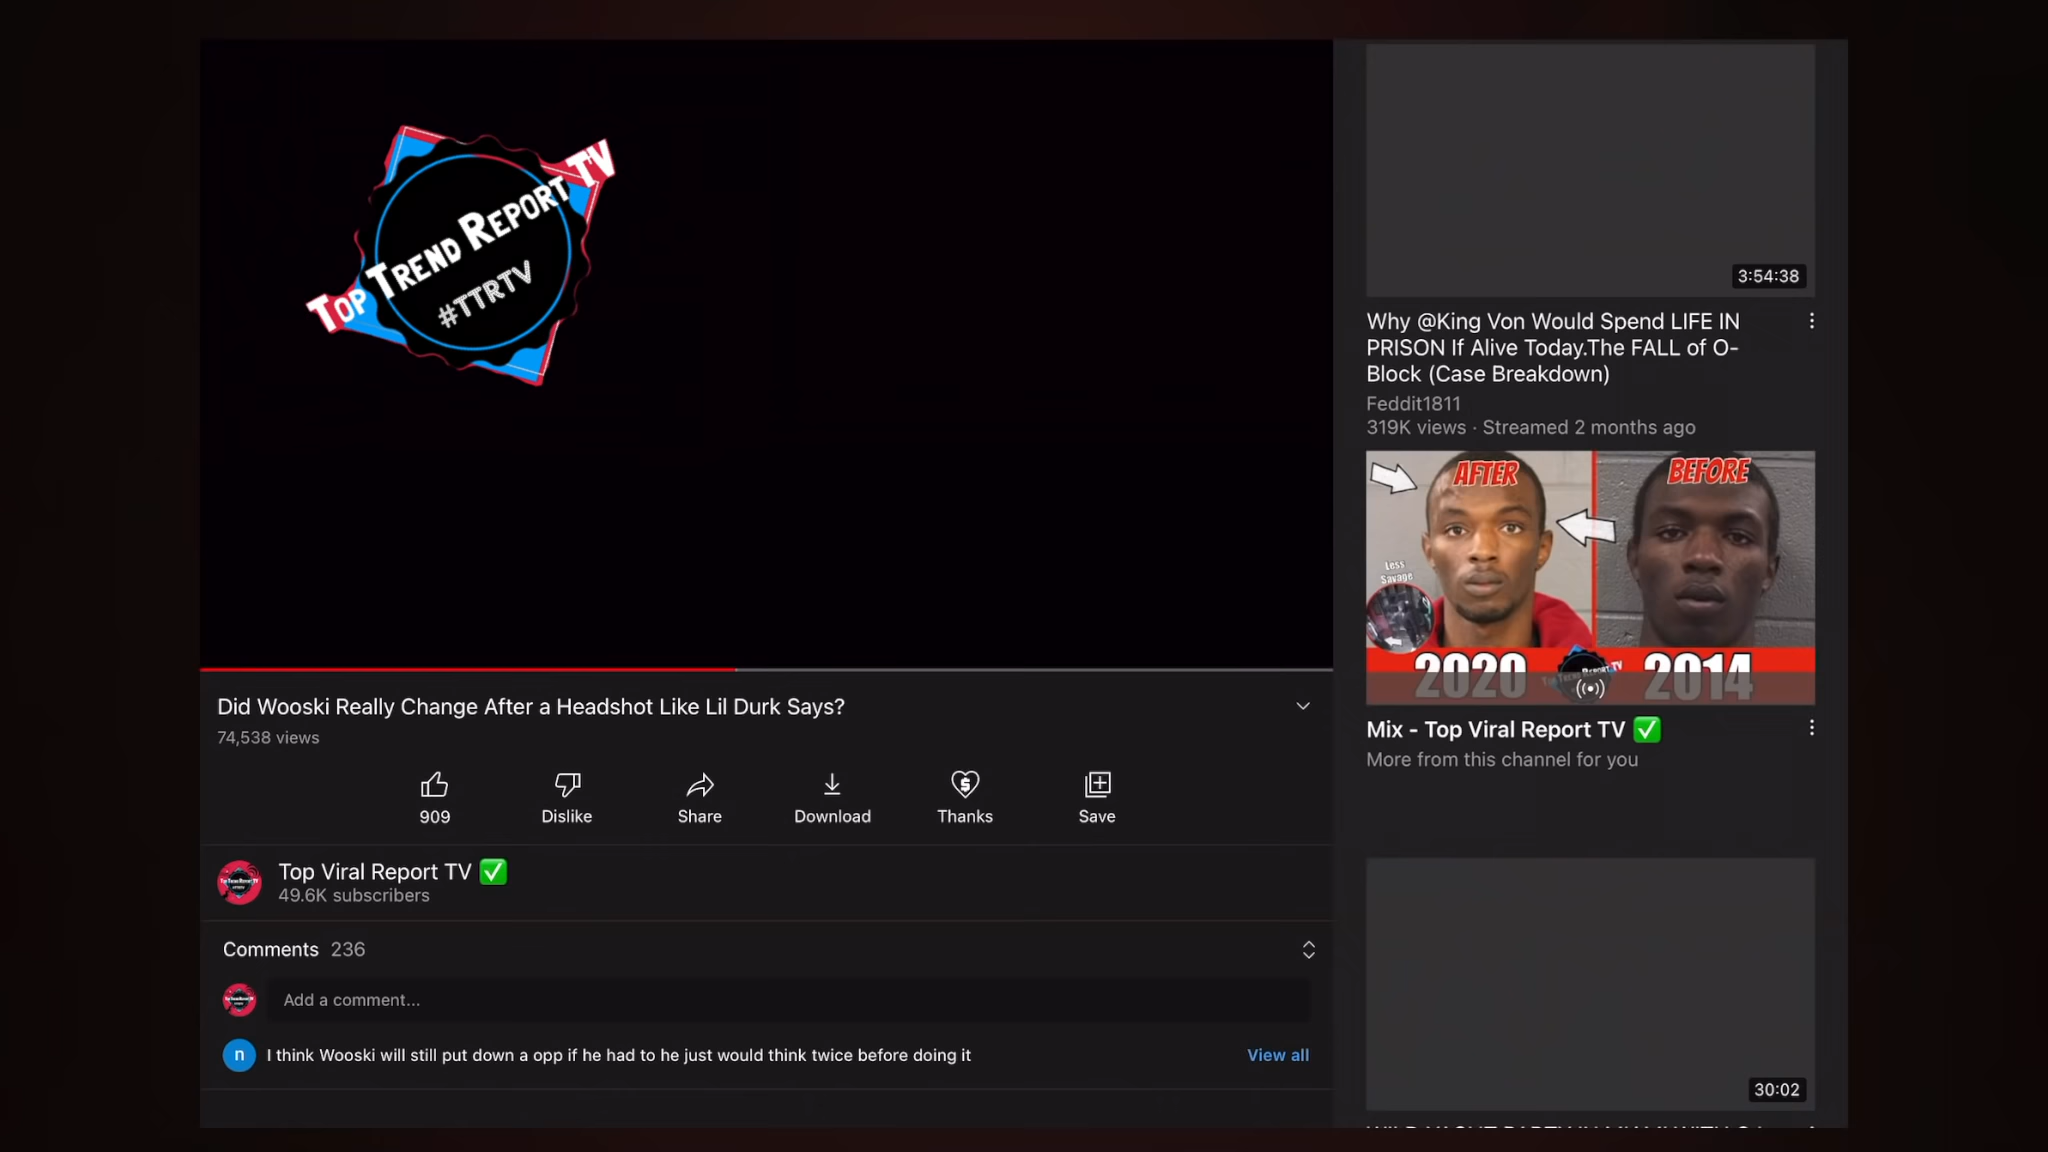 Top Trend Report TV
#TTRTV
Did Wooski Really Change After a Headshot Like Lil Durk Says?
74,538 views
909
Dislike
Share
Download
Thanks
Save
Top Viral Report TV ✅
49.6K subscribers
Comments 236
Add a comment...
n
I think Wooski will still put down a opp if he had to he just would think twice before doing it
View all
3:54:38
Why @King Von Would Spend LIFE IN
PRISON If Alive Today.The FALL of O-
Block (Case Breakdown)
Feddit1811
319K views · Streamed 2 months ago
AFTER
BEFORE
Less
Savage
2020
2014
Mix - Top Viral Report TV ✅
More from this channel for you
30:02